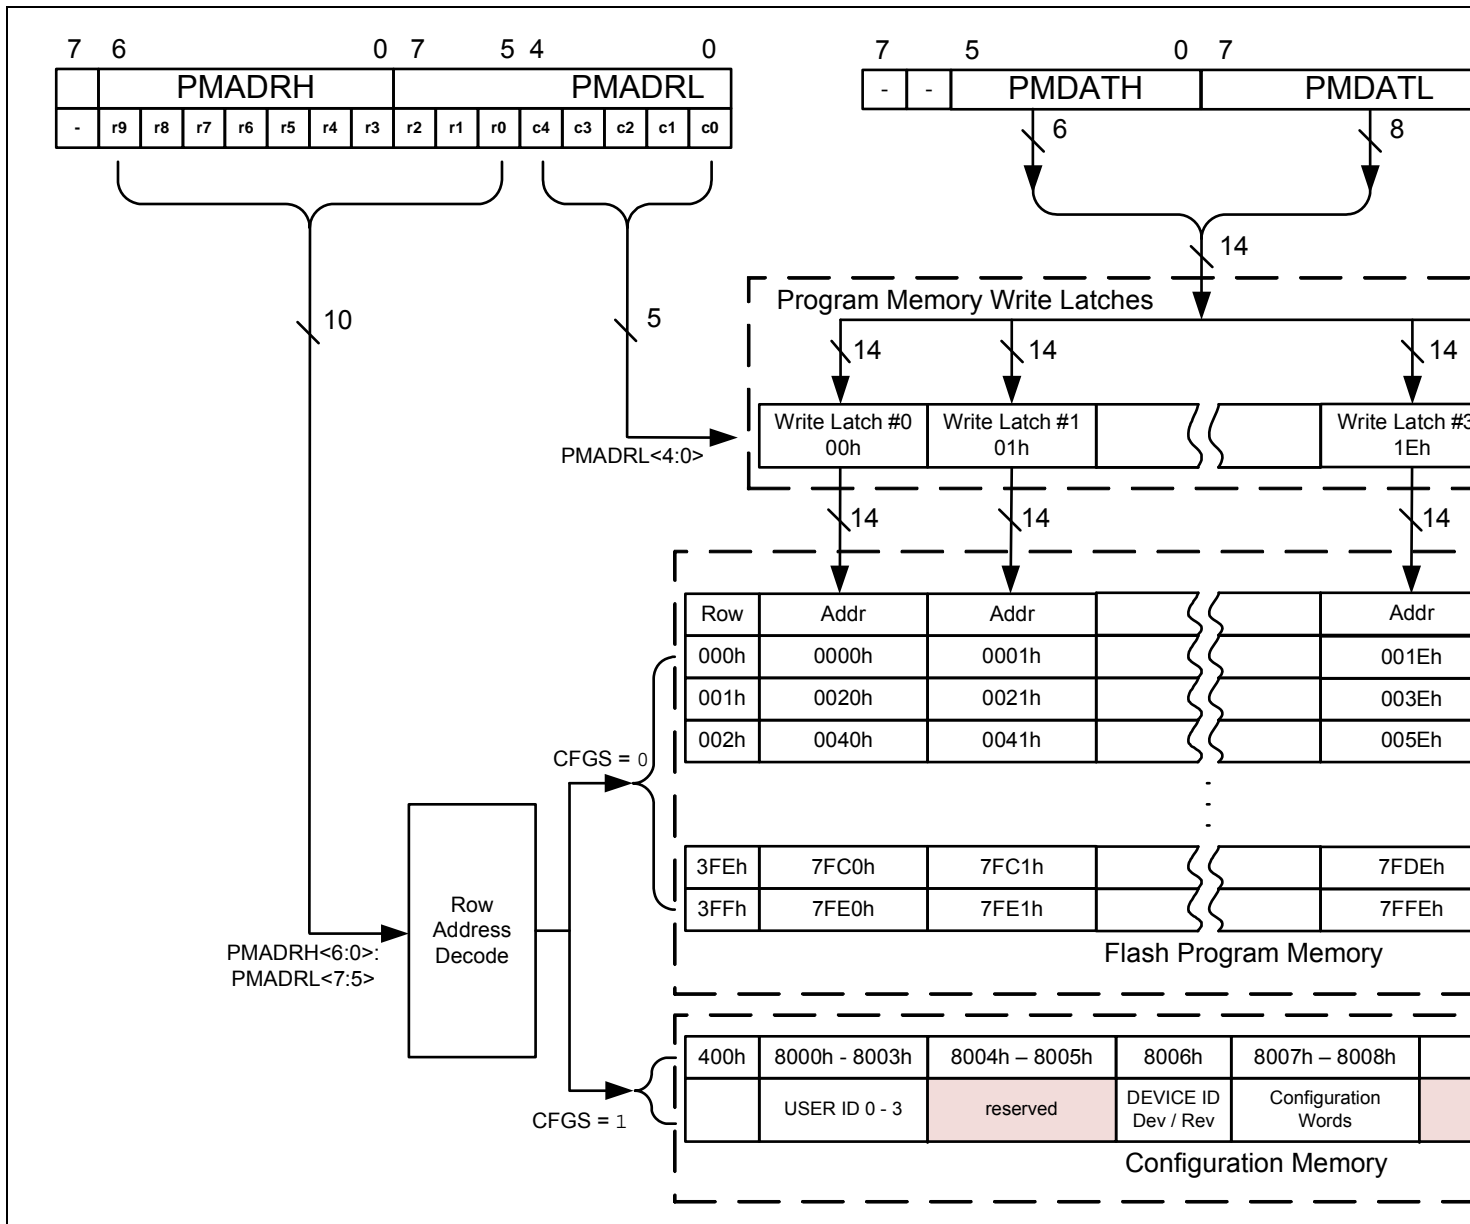 7 6 0 7 5 4 0
PMADRH PMADRL
- r9 r8 r7 r6 r5 r4 r3 r2 r1 r0 c4 c3 c2 c1 c0
7 5 0 7
- - PMDATH PMDATL
6 8
14
10
5
PMADRL<4:0>
Program Memory Write Latches
14 14 14
Write Latch #0 Write Latch #1 Write Latch #3
00h 01h 1Eh
14 14 14
Row Addr Addr Addr
000h 0000h 0001h 001Eh
001h 0020h 0021h 003Eh
002h 0040h 0041h 005Eh
CFGS = 0
3FEh 7FC0h 7FC1h 7FDEh
3FFh 7FE0h 7FE1h 7FFEh
Flash Program Memory
Row
Address
Decode
PMADRH<6:0>:
PMADRL<7:5>
400h 8000h - 8003h 8004h – 8005h 8006h 8007h – 8008h
USER ID 0 - 3 reserved DEVICE ID Configuration
Dev / Rev Words
CFGS = 1
Configuration Memory